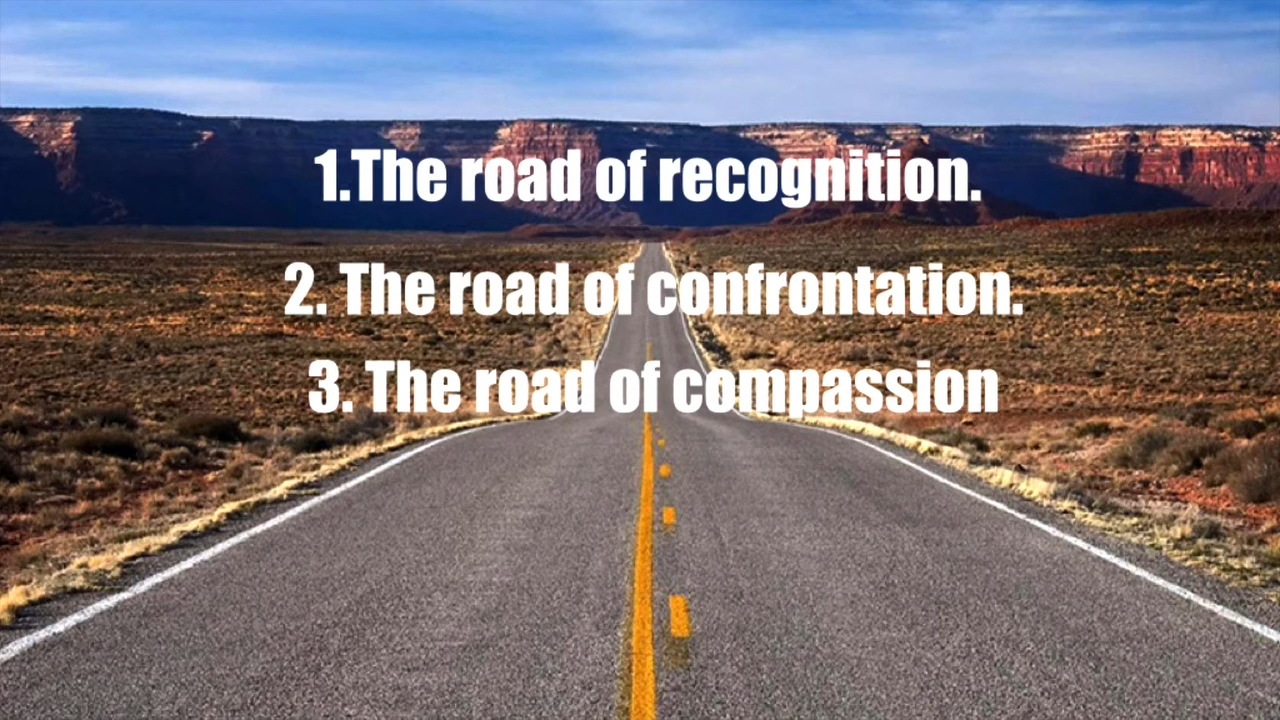 1.The road of recognition.
2. The road of confrontation.
3. The road of compassion